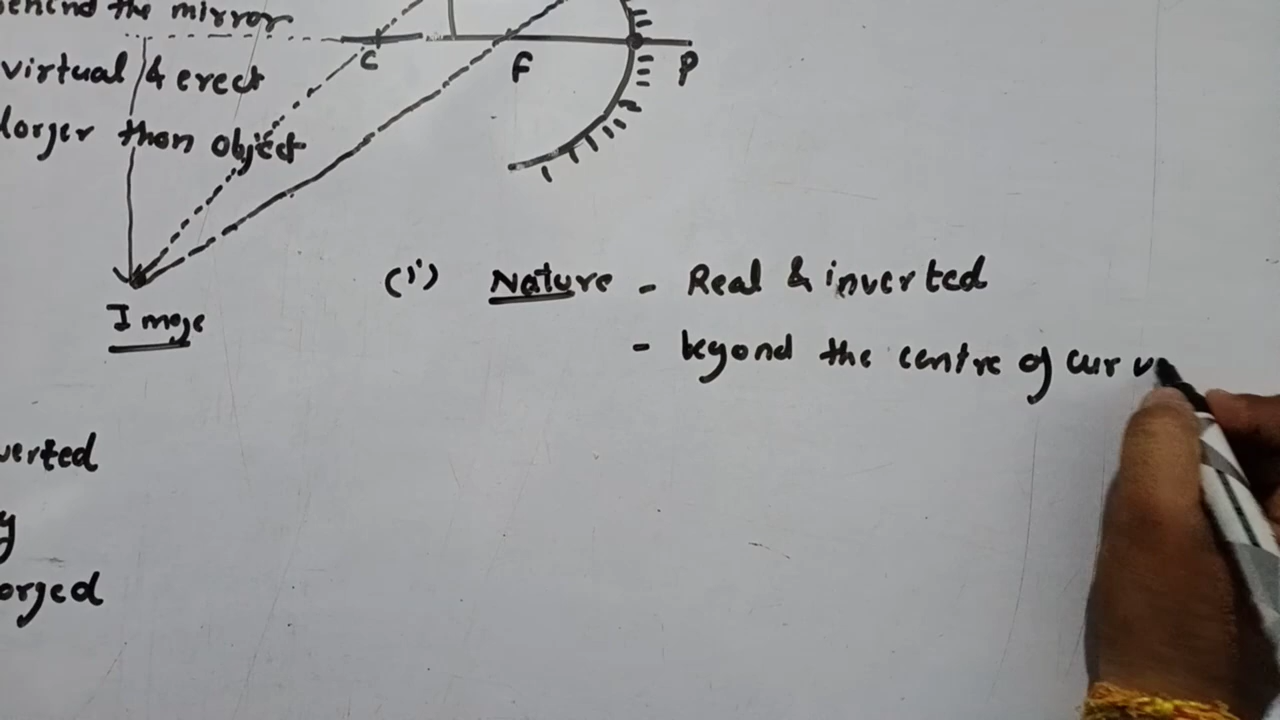 behind the mirror
virtual & erect
larger than object
C
F
P
Image
(i) Nature - Real & inverted
- beyond the centre of curv
verted
y
arged